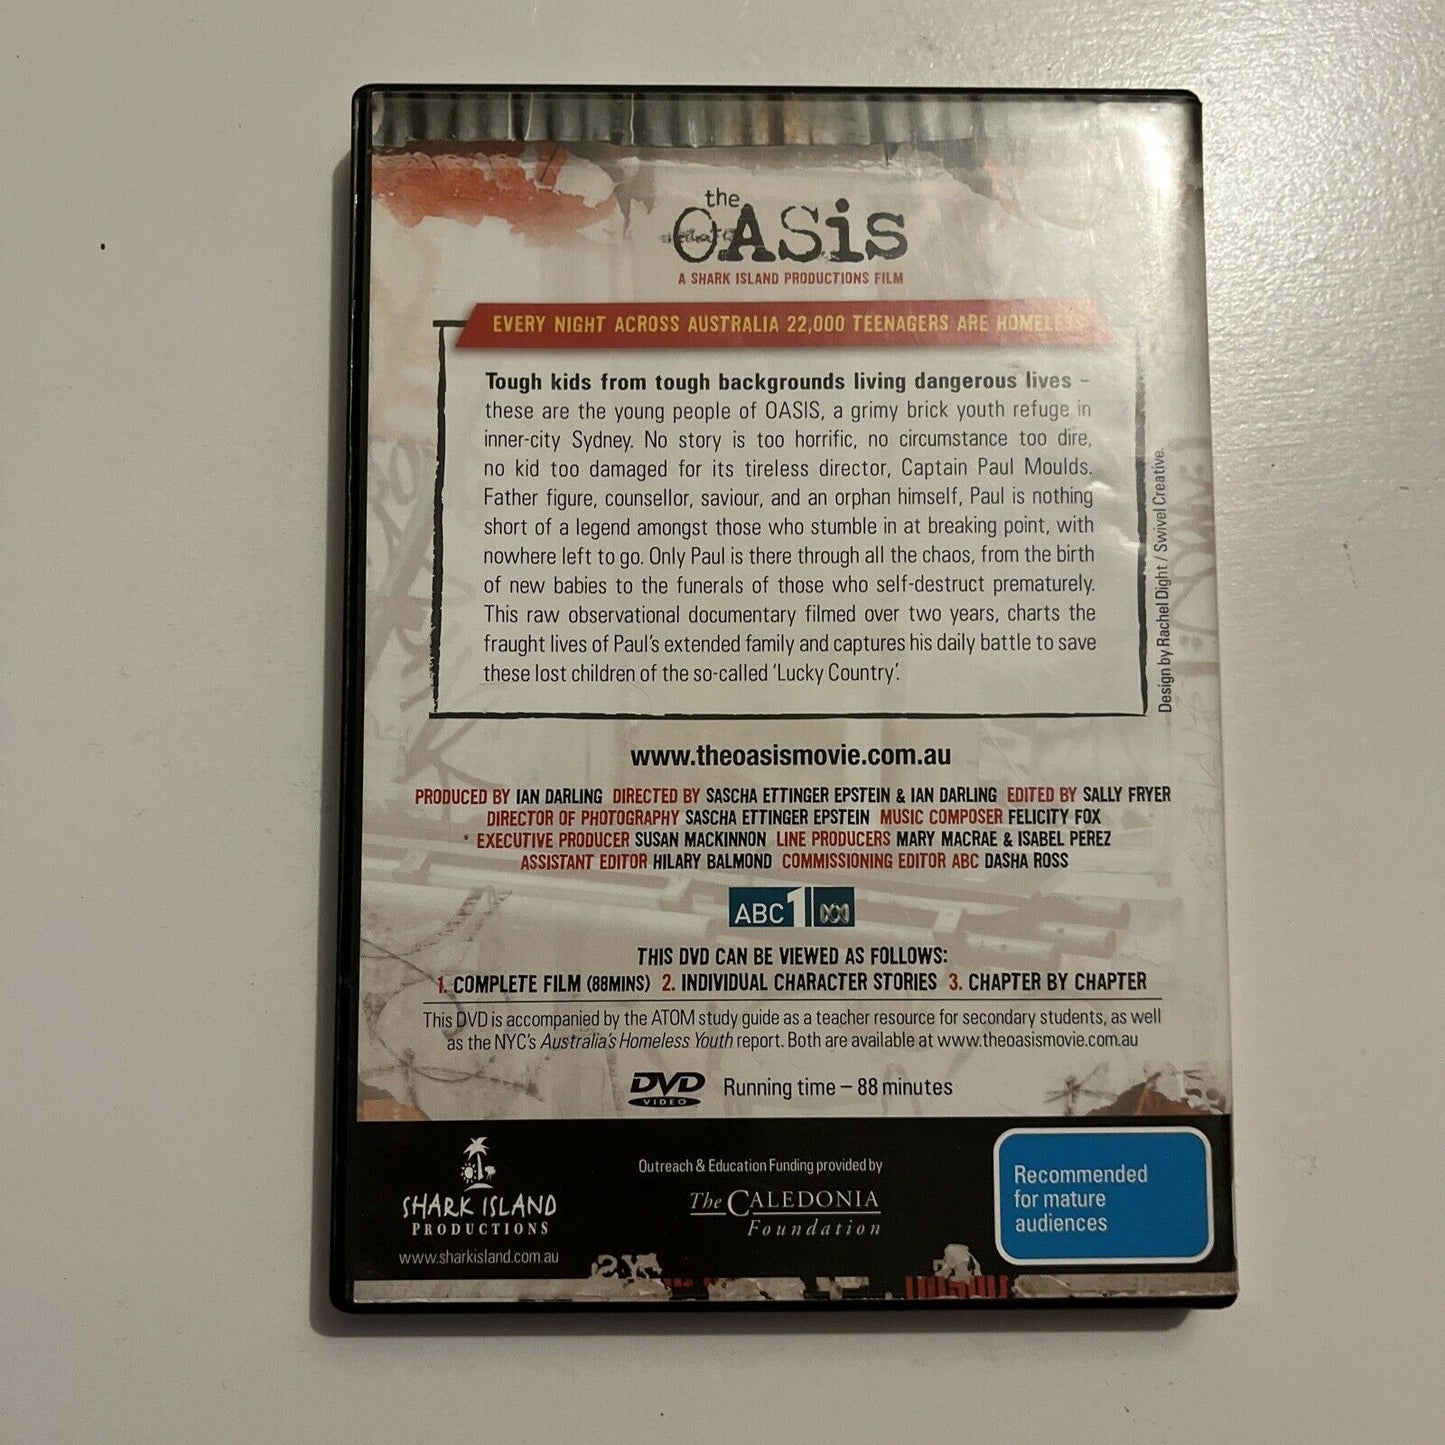 the
OASis
A SHARK ISLAND PRODUCTIONS FILM
EVERY NIGHT ACROSS AUSTRALIA 22,000 TEENAGERS ARE HOMELESS
Tough kids from tough backgrounds living dangerous lives –
these are the young people of OASIS, a grimy brick youth refuge in
inner-city Sydney. No story is too horrific, no circumstance too dire,
no kid too damaged for its tireless director, Captain Paul Moulds.
Father figure, counsellor, saviour, and an orphan himself, Paul is nothing
short of a legend amongst those who stumble in at breaking point, with
nowhere left to go. Only Paul is there through all the chaos, from the birth
of new babies to the funerals of those who self-destruct prematurely.
This raw observational documentary filmed over two years, charts the
fraught lives of Paul's extended family and captures his daily battle to save
these lost children of the so-called 'Lucky Country'.
Design by Rachel Dight / Swivel Creative.
www.theoasismovie.com.au
PRODUCED BY IAN DARLING DIRECTED BY SASCHA ETTINGER EPSTEIN & IAN DARLING EDITED BY SALLY FRYER
DIRECTOR OF PHOTOGRAPHY SASCHA ETTINGER EPSTEIN MUSIC COMPOSER FELICITY FOX
* EXECUTIVE PRODUCER SUSAN MACKINNON LINE PRODUCERS MARY MACRAE & ISABEL PEREZ
ASSISTANT EDITOR HILARY BALMOND COMMISSIONING EDITOR ABC DASHA ROSS
ABC1
THIS DVD CAN BE VIEWED AS FOLLOWS:
1. COMPLETE FILM (88MINS) 2. INDIVIDUAL CHARACTER STORIES 3. CHAPTER BY CHAPTER
This DVD is accompanied by the ATOM study guide as a teacher resource for secondary students, as well
as the NYC's Australia's Homeless Youth report. Both are available at www.theoasismovie.com.au
DVD
VIDEO
Running time – 88 minutes
SHARK ISLAND
PRODUCTIONS
www.sharkisland.com.au
Outreach & Education Funding provided by
The CALEDONIA
Foundation
Recommended
for mature
audiences